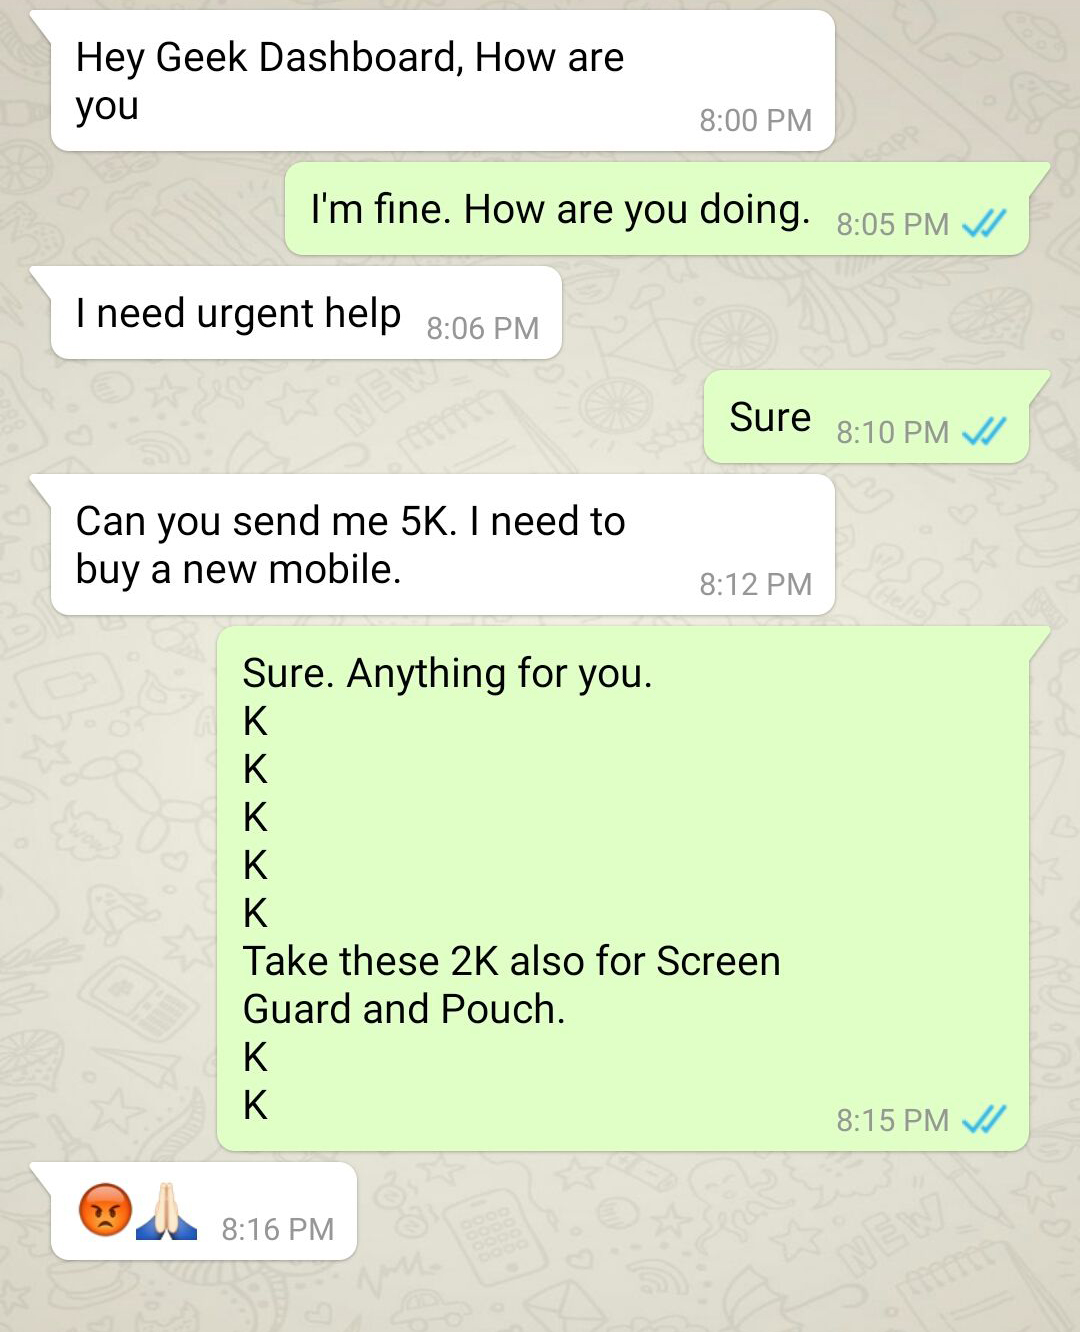 Hey Geek Dashboard, How are
you
8:00 PM
I'm fine. How are you doing. 8:05 PM
I need urgent help 8:06 PM
Sure 8:10 PM
Can you send me 5K. I need to
buy a new mobile.
8:12 PM
Sure. Anything for you.
K
K
K
K
K
Take these 2K also for Screen
Guard and Pouch.
K
K
8:15 PM
8:16 PM